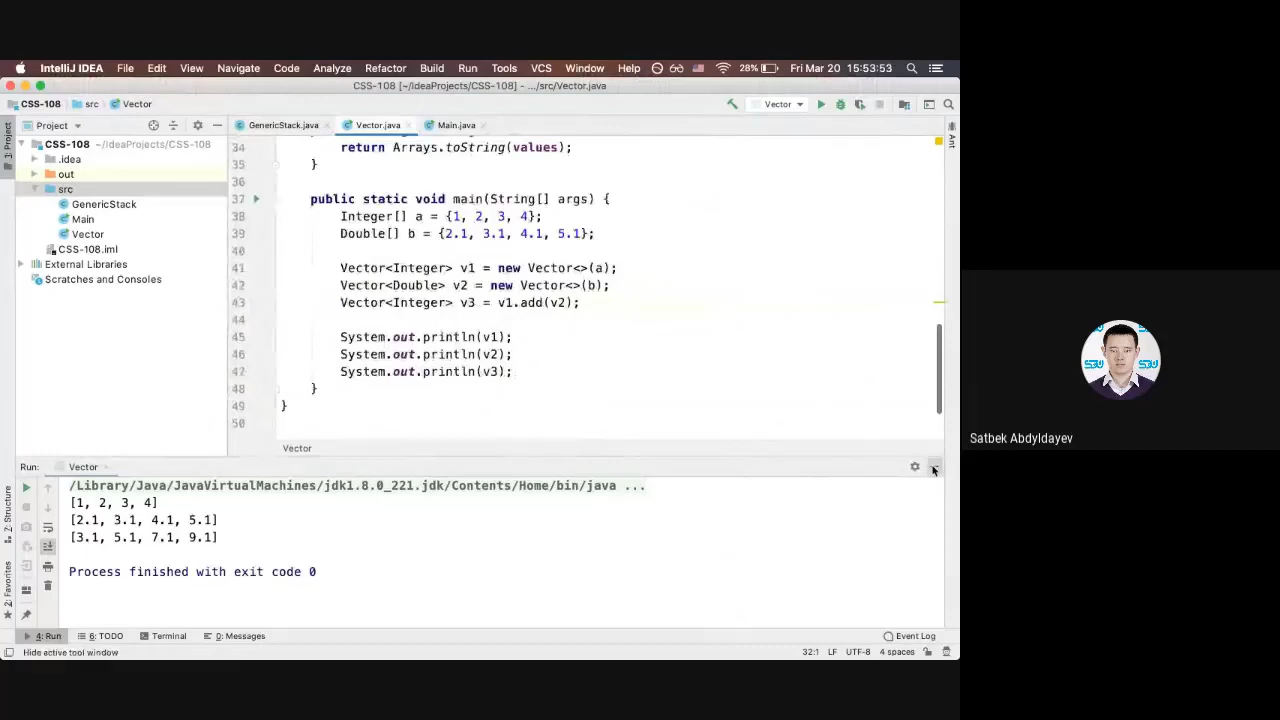 IntelliJ IDEA File Edit View Navigate Code Analyze Refactor Build Run Tools VCS Window Help 28% Fri Mar 20 15:53:53
CSS-108 [~/IdeaProjects/CSS-108] - .../src/Vector.java
CSS-108 src Vector
Vector
1: Project
Project
GenericStack.java Vector.java Main.java
Ant
CSS-108 ~/IdeaProjects/CSS-108
.idea
out
src
GenericStack
Main
Vector
CSS-108.iml
External Libraries
Scratches and Consoles
34 return Arrays.toString(values);
35 }
36
37 public static void main(String[] args) {
38 Integer[] a = {1, 2, 3, 4};
39 Double[] b = {2.1, 3.1, 4.1, 5.1};
40
41 Vector<Integer> v1 = new Vector<>(a);
42 Vector<Double> v2 = new Vector<>(b);
43 Vector<Integer> v3 = v1.add(v2);
44
45 System.out.println(v1);
46 System.out.println(v2);
47 System.out.println(v3);
48 }
49 }
50
Vector
Run: Vector
/Library/Java/JavaVirtualMachines/jdk1.8.0_221.jdk/Contents/Home/bin/java ...
[1, 2, 3, 4]
[2.1, 3.1, 4.1, 5.1]
[3.1, 5.1, 7.1, 9.1]
Process finished with exit code 0
7: Structure
2: Favorites
4: Run 6: TODO Terminal 0: Messages Event Log
Hide active tool window 32:1 LF UTF-8 4 spaces
Satbek Abdyldayev